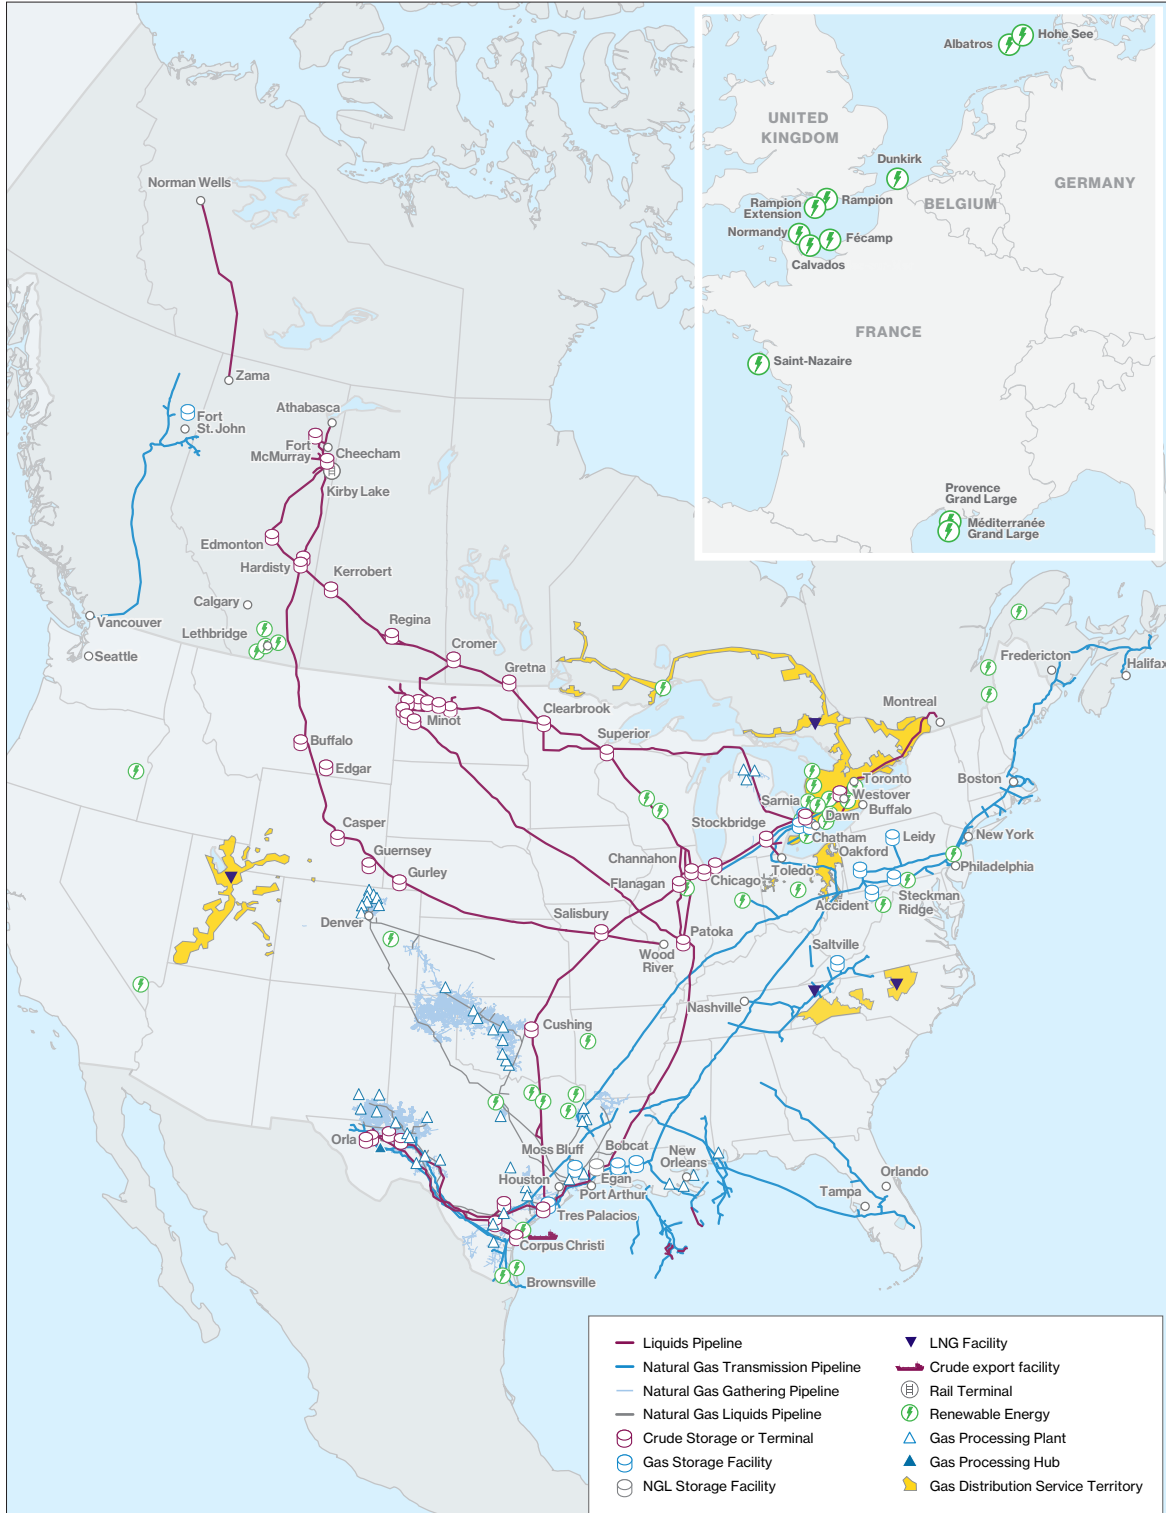 Albatros
Hohe See
UNITED
KINGDOM
Dunkirk
GERMANY
Rampion
Extension
Rampion
BELGIUM
Normandy
Fécamp
Calvados
FRANCE
Saint-Nazaire
Provence
Grand Large
Méditerranée
Grand Large
Norman Wells
Zama
Athabasca
Fort
St. John
Fort
McMurray
Cheecham
Kirby Lake
Edmonton
Hardisty
Kerrobert
Calgary
Vancouver
Lethbridge
Regina
Seattle
Cromer
Gretna
Fredericton
Halifax
Minot
Clearbrook
Montreal
Superior
Buffalo
Edgar
Toronto
Boston
Sarnia
Westover
Buffalo
Casper
Stockbridge
Dawn
Chatham
Leidy
New York
Guernsey
Channahon
Oakford
Gurley
Flanagan
Chicago
Toledo
Philadelphia
Denver
Salisbury
Accident
Steckman
Ridge
Patoka
Wood
River
Saltville
Nashville
Cushing
Orla
Moss Bluff
Bobcat
New
Orleans
Houston
Egan
Port Arthur
Orlando
Tampa
Tres Palacios
Corpus Christi
Brownsville
Liquids Pipeline
Natural Gas Transmission Pipeline
Natural Gas Gathering Pipeline
Natural Gas Liquids Pipeline
Crude Storage or Terminal
Gas Storage Facility
NGL Storage Facility
LNG Facility
Crude export facility
Rail Terminal
Renewable Energy
Gas Processing Plant
Gas Processing Hub
Gas Distribution Service Territory